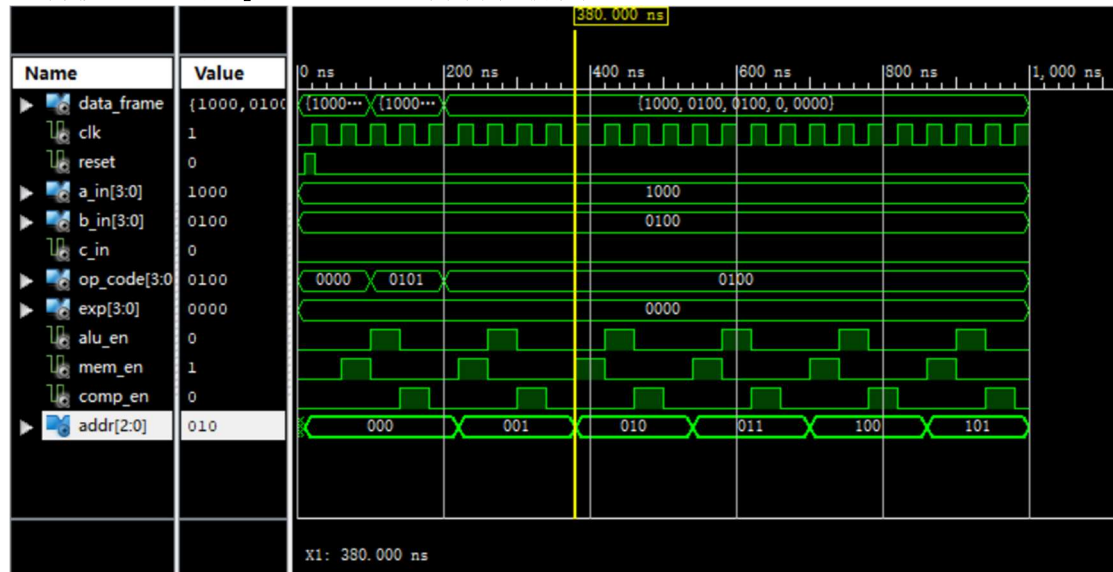 380.000 ns
Name Value
0 ns 200 ns 400 ns 600 ns 800 ns 1,000 ns
data_frame {1000,0100 {1000··· {1000··· {1000, 0100, 0100, 0, 0000}
clk 1
reset 0
a_in[3:0] 1000 1000
b_in[3:0] 0100 0100
c_in 0
op_code[3:0 0100 0000 0101 0100
exp[3:0] 0000 0000
alu_en 0
mem_en 1
comp_en 0
addr[2:0] 010 000 001 010 011 100 101
X1: 380.000 ns